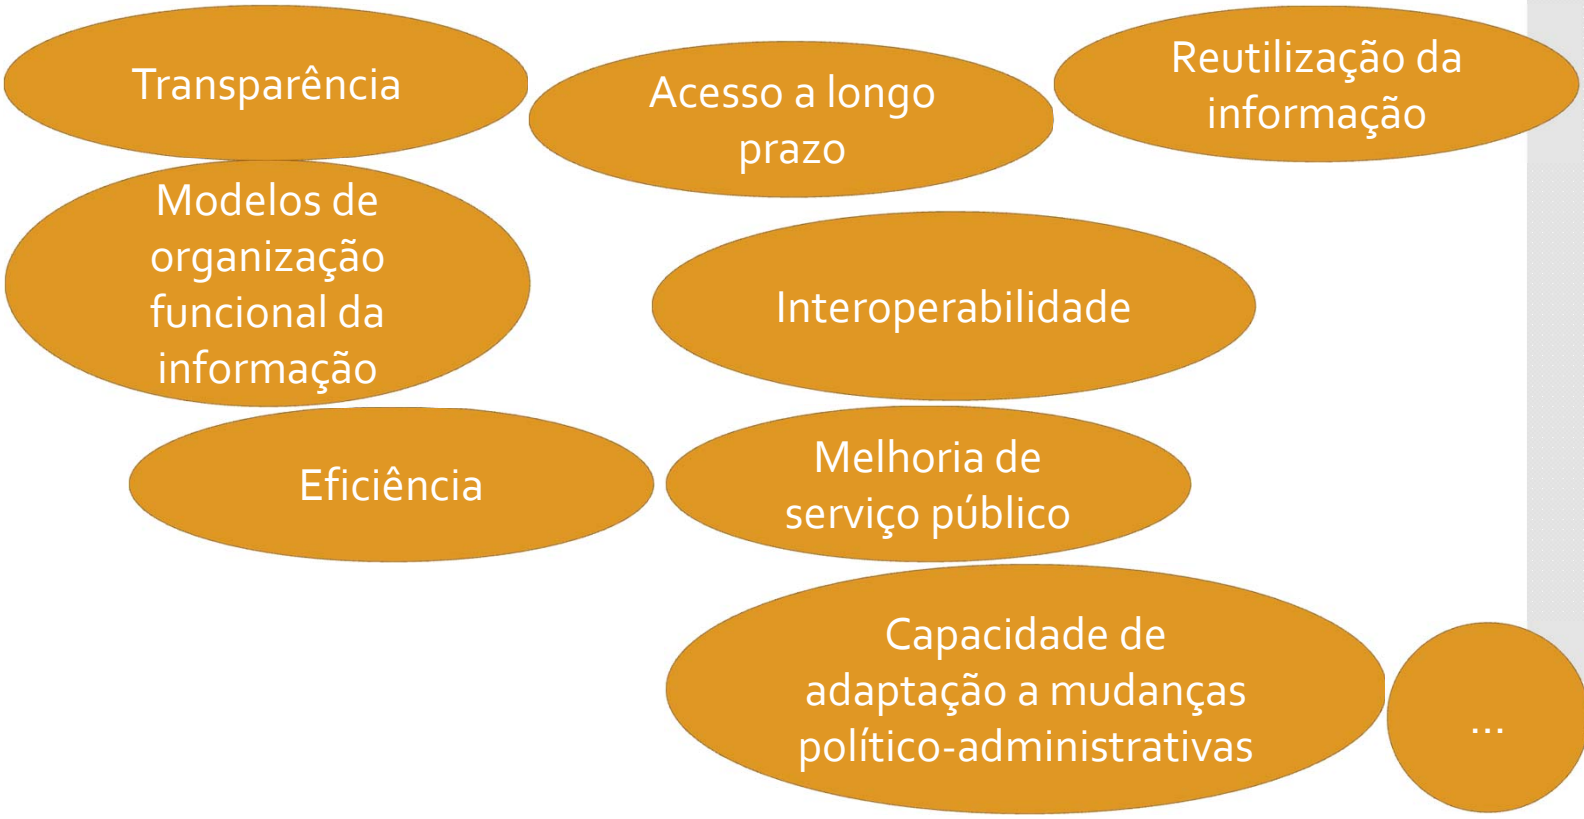 Transparência
Acesso a longo
prazo
Reutilização da
informação
Modelos de
organização
funcional da
informação
Interoperabilidade
Eficiência
Melhoria de
serviço público
Capacidade de
adaptação a mudanças
político-administrativas
...